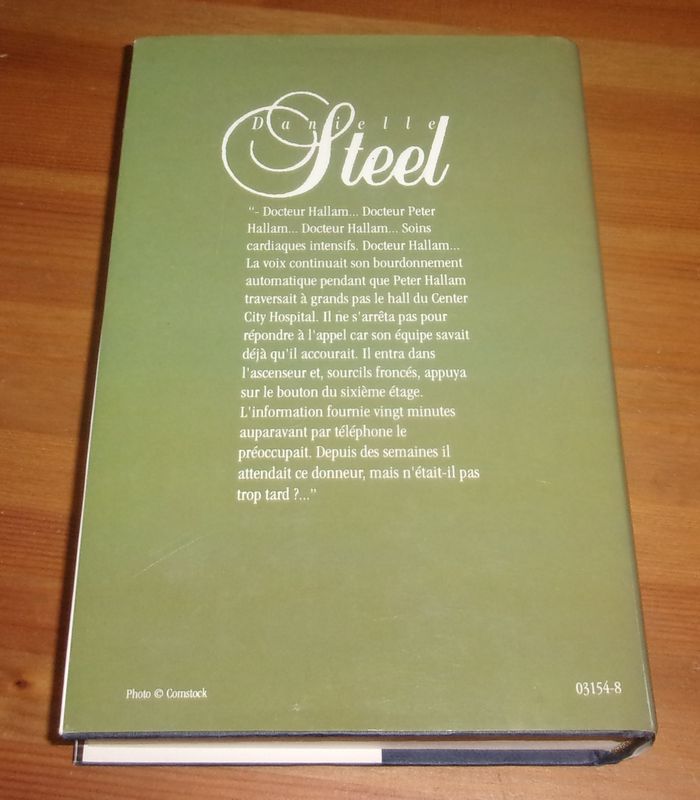 Danielle
Steel
“- Docteur Hallam... Docteur Peter
Hallam... Docteur Hallam... Soins
cardiaques intensifs. Docteur Hallam...
La voix continuait son bourdonnement
automatique pendant que Peter Hallam
traversait à grands pas le hall du Center
City Hospital. Il ne s'arrêta pas pour
répondre à l'appel car son équipe savait
déjà qu'il accourait. Il entra dans
l'ascenseur et, sourcils froncés, appuya
sur le bouton du sixième étage.
L'information fournie vingt minutes
auparavant par téléphone le
préoccupait. Depuis des semaines il
attendait ce donneur, mais n'était-il pas
trop tard ?...”
Photo © Comstock
03154-8